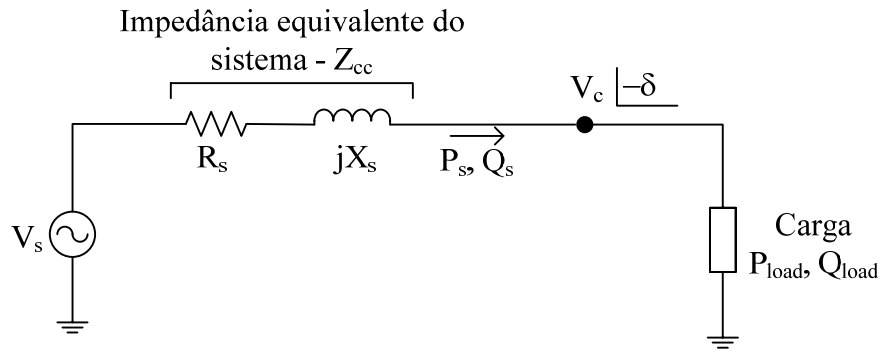 Impedância equivalente do
sistema - Zcc
Vc |–δ
Rs
jXs
Ps, Qs
Vs
Carga
Pload, Qload